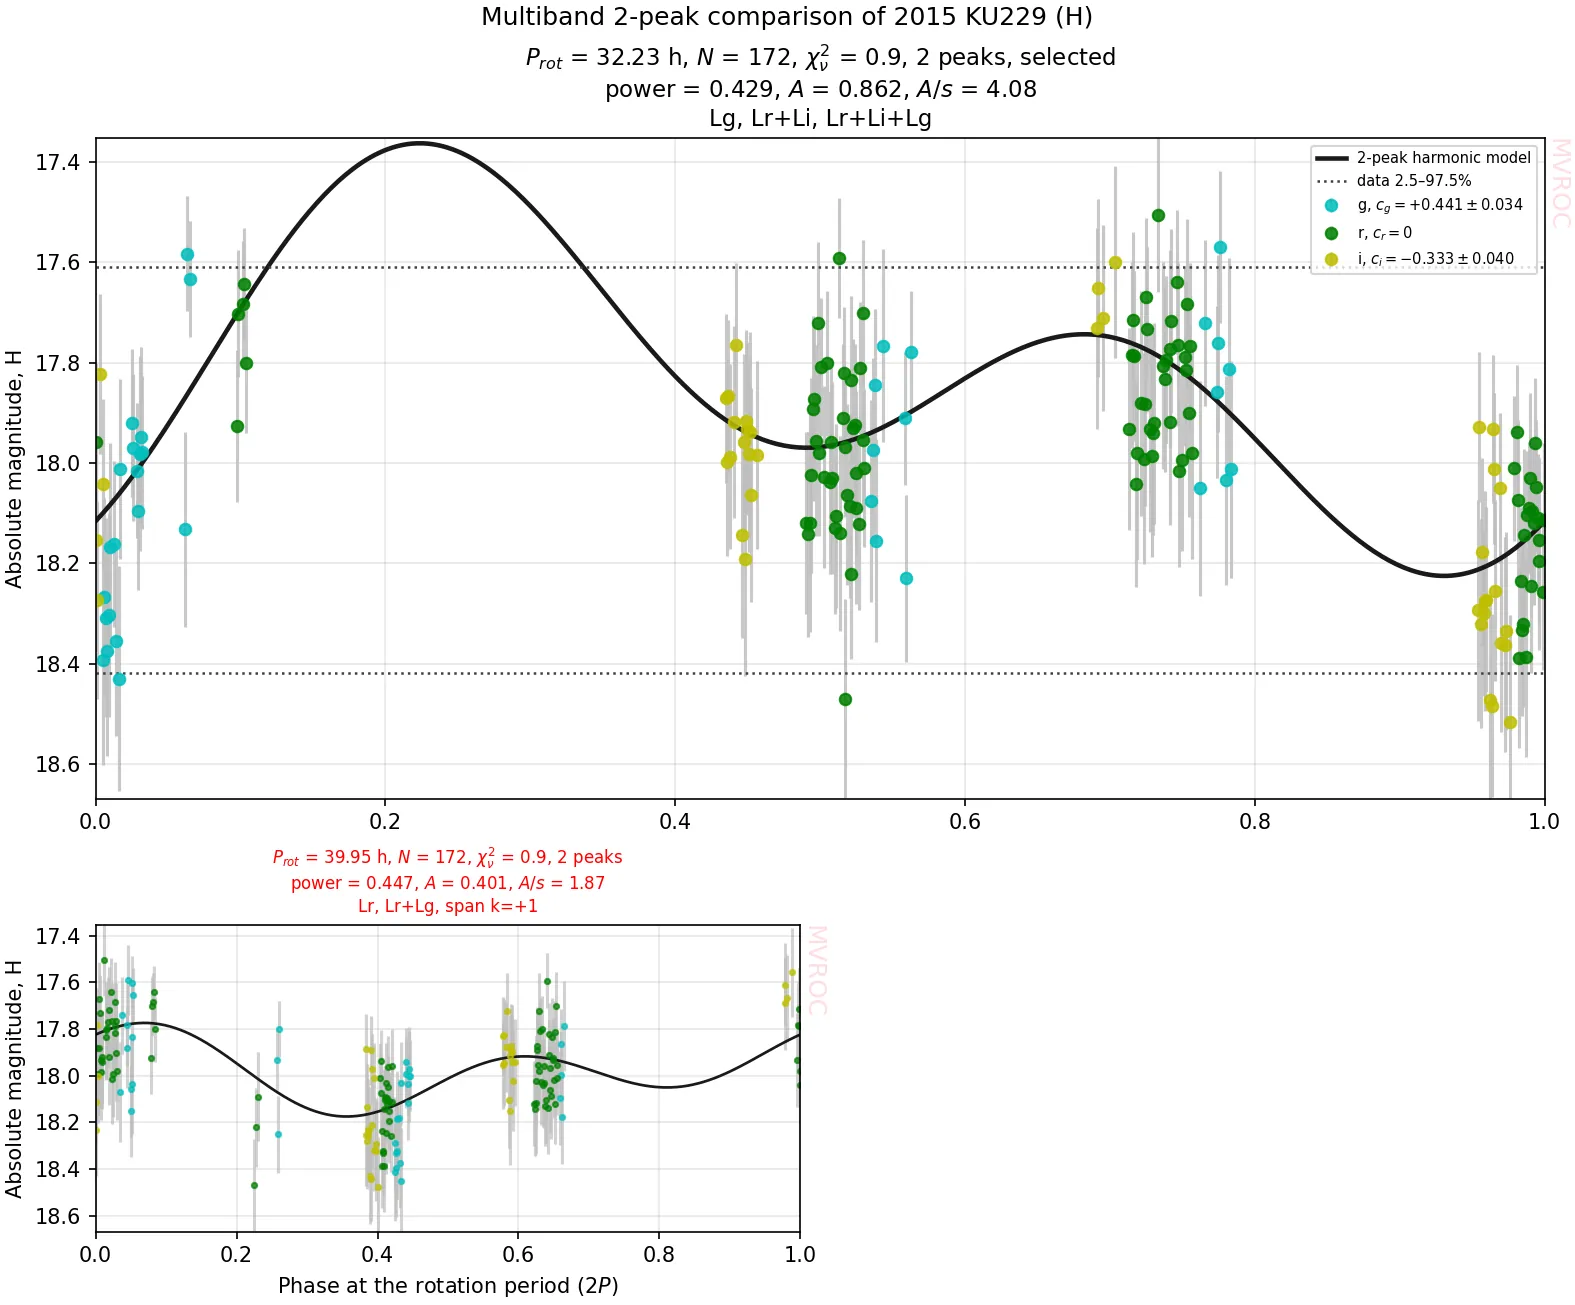 Multiband 2-peak comparison of 2015 KU229 (H)
P_rot = 32.23 h, N = 172, χ²_ν = 0.9, 2 peaks, selected
power = 0.429, A = 0.862, A/s = 4.08
Lg, Lr+Li, Lr+Li+Lg
2-peak harmonic model
data 2.5–97.5%
g, c_g = +0.441 ± 0.034
r, c_r = 0
i, c_i = −0.333 ± 0.040
MVROC
Absolute magnitude, H
17.4
17.6
17.8
18.0
18.2
18.4
18.6
0.0 0.2 0.4 0.6 0.8 1.0
P_rot = 39.95 h, N = 172, χ²_ν = 0.9, 2 peaks
power = 0.447, A = 0.401, A/s = 1.87
Lr, Lr+Lg, span k=+1
MVROC
Absolute magnitude, H
17.4
17.6
17.8
18.0
18.2
18.4
18.6
0.0 0.2 0.4 0.6 0.8 1.0
Phase at the rotation period (2P)